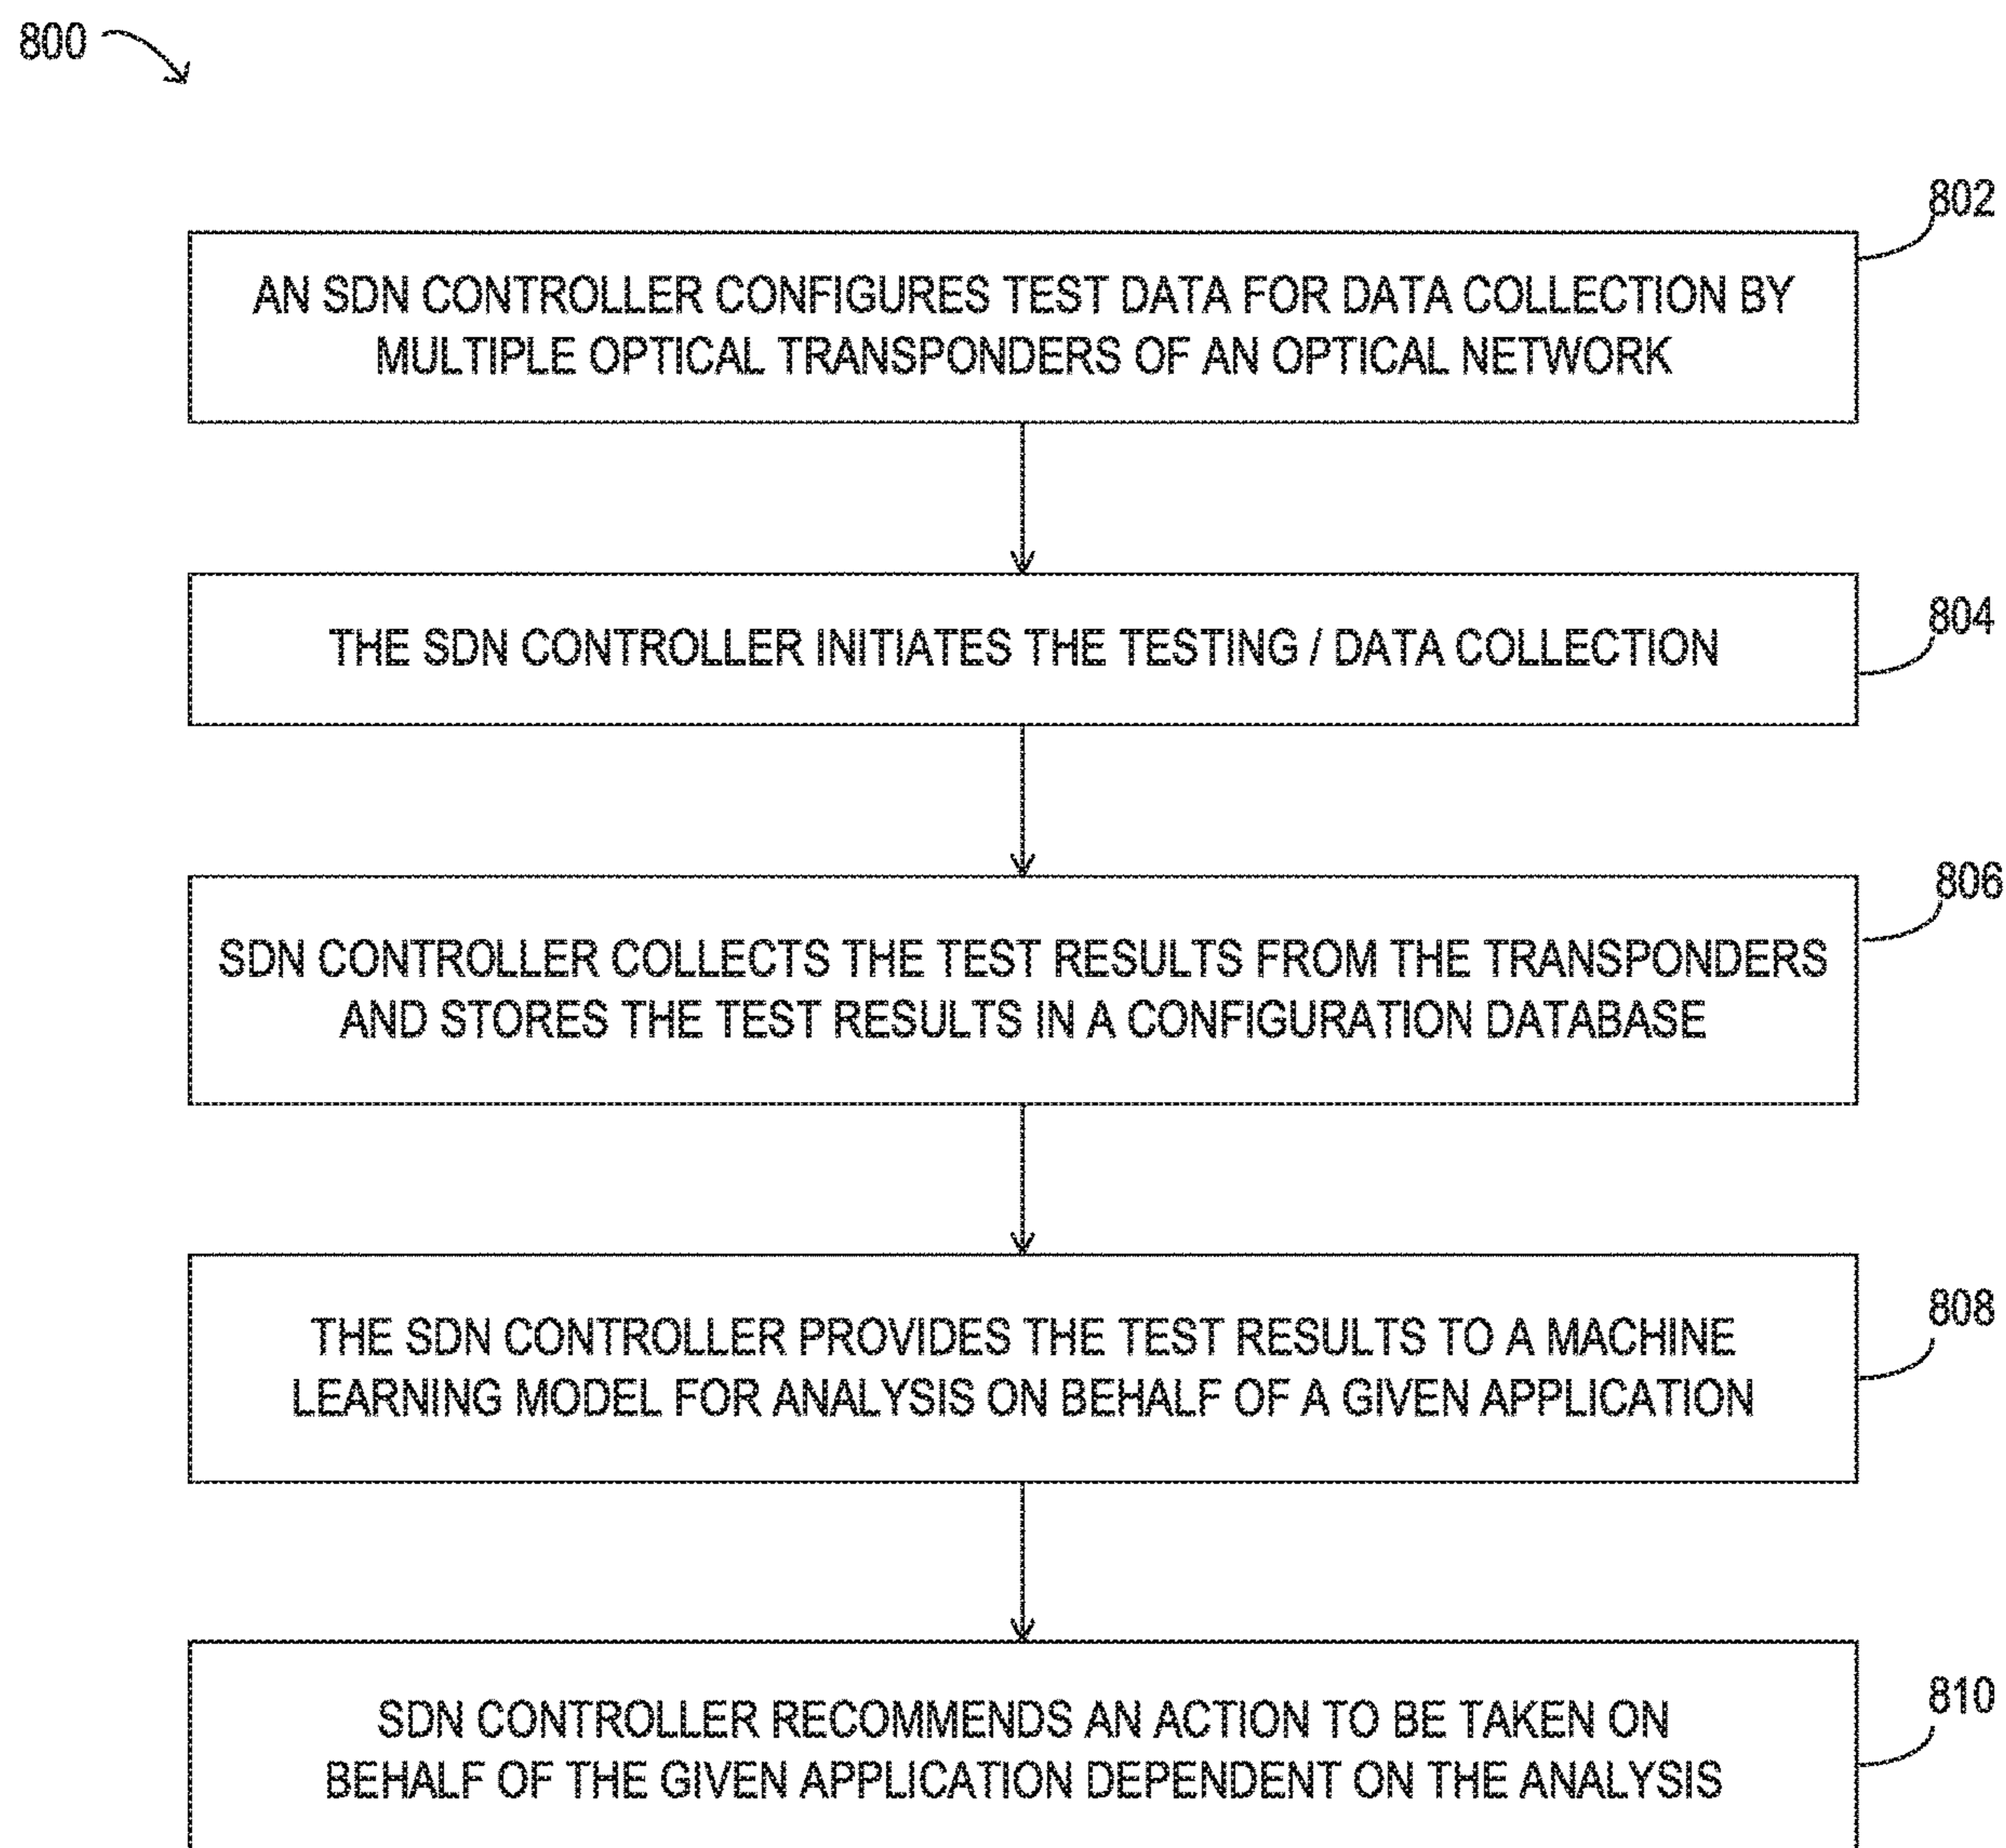 800
802
AN SDN CONTROLLER CONFIGURES TEST DATA FOR DATA COLLECTION BY
MULTIPLE OPTICAL TRANSPONDERS OF AN OPTICAL NETWORK
804
THE SDN CONTROLLER INITIATES THE TESTING / DATA COLLECTION
806
SDN CONTROLLER COLLECTS THE TEST RESULTS FROM THE TRANSPONDERS
AND STORES THE TEST RESULTS IN A CONFIGURATION DATABASE
808
THE SDN CONTROLLER PROVIDES THE TEST RESULTS TO A MACHINE
LEARNING MODEL FOR ANALYSIS ON BEHALF OF A GIVEN APPLICATION
810
SDN CONTROLLER RECOMMENDS AN ACTION TO BE TAKEN ON
BEHALF OF THE GIVEN APPLICATION DEPENDENT ON THE ANALYSIS